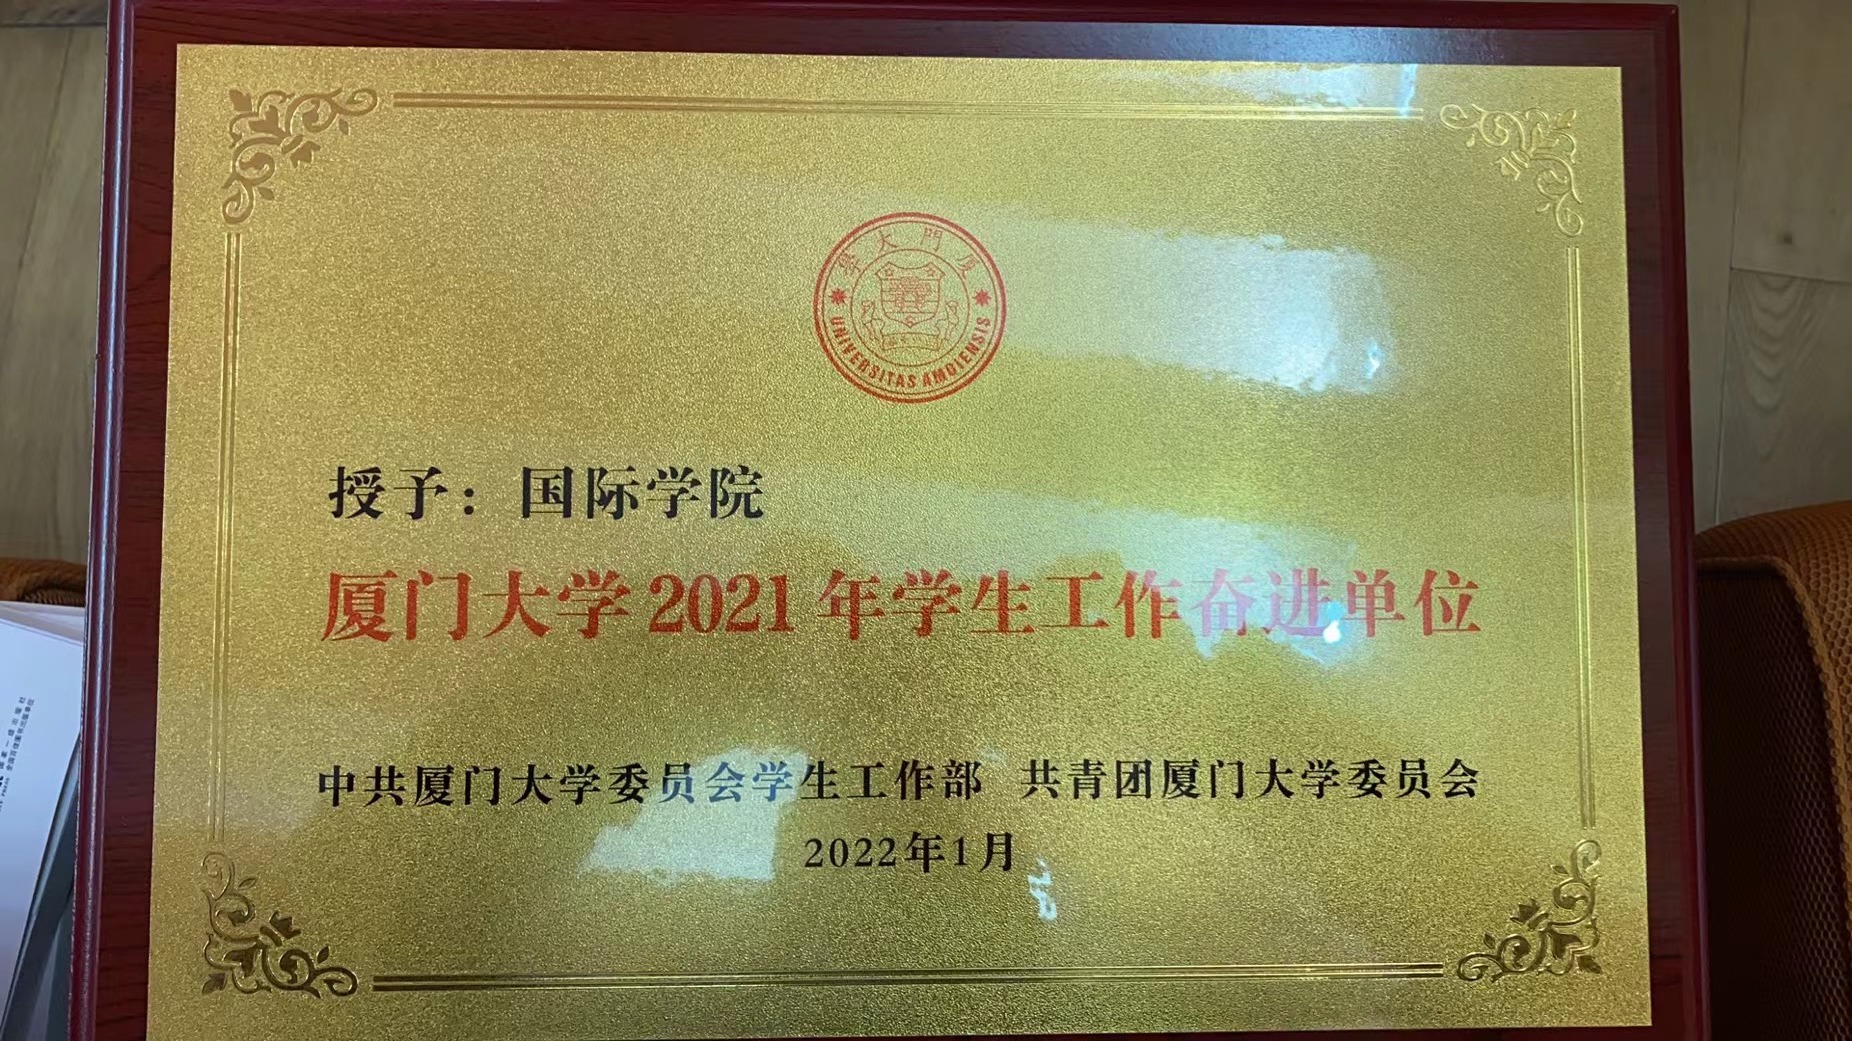 厦門大學
UNIVERSITAS AMOIENSIS
授予：国际学院
厦门大学2021年学生工作奋进单位
中共厦门大学委员会学生工作部 共青团厦门大学委员会
2022年1月